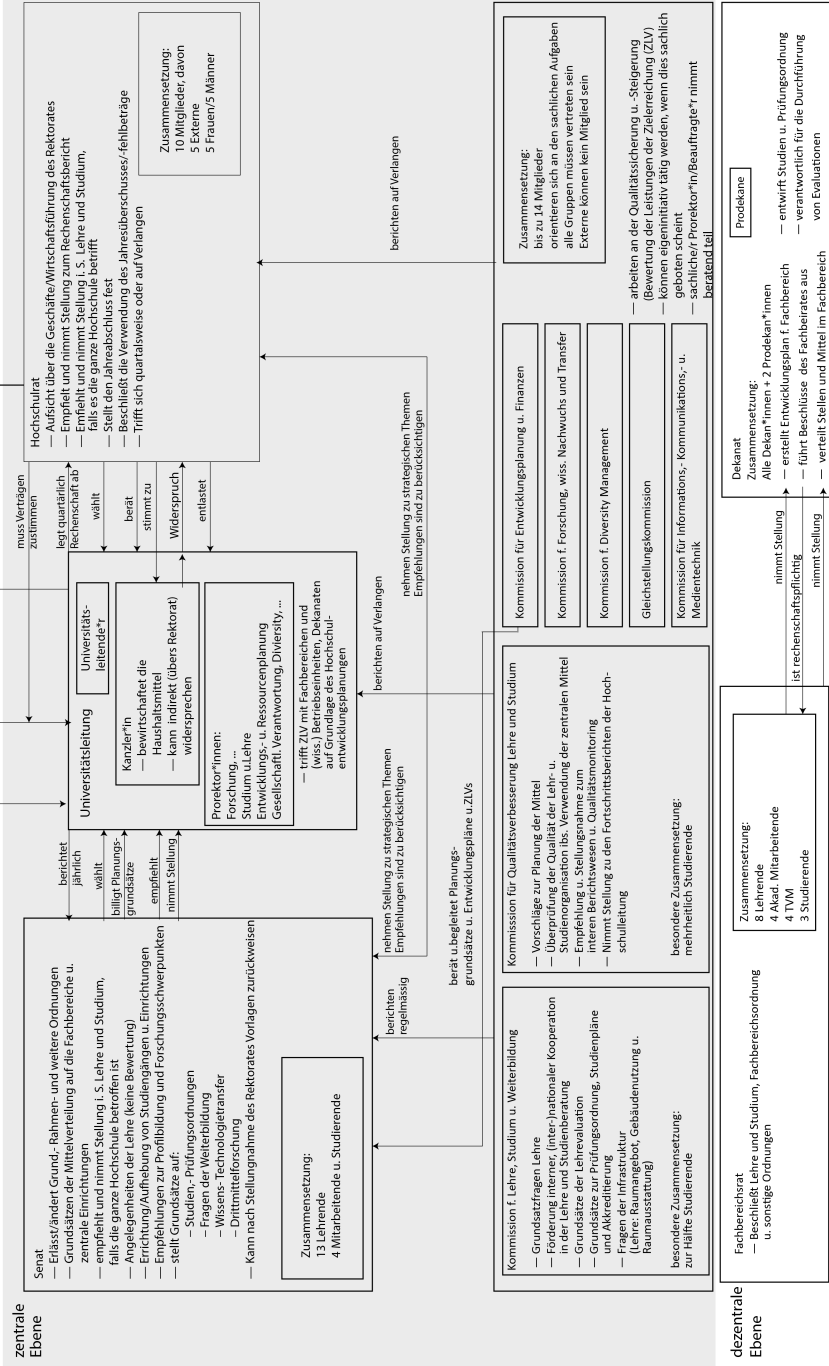 zentrale
Ebene
Senat
— Erlässt/ändert Grund,- Rahmen- und weitere Ordnungen
— Grundsätzen der Mittelverteilung auf die Fachbereiche u.
zentrale Einrichtungen
— empfiehlt und nimmt Stellung i. S. Lehre und Studium,
falls die ganze Hochschule betroffen ist
— Angelegenheiten der Lehre (keine Bewertung)
— Errichtung/Aufhebung von Studiengängen u. Einrichtungen
— Empfehlungen zur Profilbildung und Forschungsschwerpunkten
— stellt Grundsätze auf:
– Studien,- Prüfungsordnungen
– Fragen der Weiterbildung
– Wissens-Technologietransfer
– Drittmittelforschung
— Kann nach Stellungnahme des Rektorates Vorlagen zurückweisen
Zusammensetzung:
13 Lehrende
4 Mitarbeitende u. Studierende
berichtet
jährlich
wählt
billigt Planungs-
grundsätze
empfiehlt
nimmt Stellung
Universitätsleitung
Universitäts-
leitende*r
Kanzler*in
— bewirtschaftet die
Haushaltsmittel
— kann indirekt (übers Rektorat)
widersprechen
Prorektor*innen:
Forschung, ...
Studium u.Lehre
Entwicklungs,- u. Ressourcenplanung
Gesellschaftl. Verantwortung, Diviersity, ...
— trifft ZLV mit Fachbereichen und
(wiss.) Betriebseinheiten, Dekanaten
auf Grundlage des Hochschul-
entwicklungsplanungen
muss Verträgen
zustimmen
legt quartärlich
Rechenschaft ab
wählt
berät
stimmt zu
Widerspruch
entlastet
Hochschulrat
— Aufsicht über die Geschäfte/Wirtschaftsführung des Rektorates
— Empfielt und nimmt Stellung zum Rechenschaftsbericht
— Emfiehlt und nimmt Stellung i. S. Lehre und Studium,
falls es die ganze Hochschule betrifft
— Stellt den Jahreabschluss fest
— Beschließt die Verwendung des Jahresüberschusses/-fehlbeträge
— Trifft sich quartalsweise oder auf Verlangen
Zusammensetzung:
10 Mitglieder, davon
5 Externe
5 Frauen/5 Männer
berichten
regelmässig
nehmen Stellung zu strategischen Themen
Empfehlungen sind zu berücksichtigen
berichten auf Verlangen
nehmen Stellung zu strategischen Themen
Empfehlungen sind zu berücksichtigen
berichten auf Verlangen
berät u.begleitet Planungs-
grundsätze u. Entwicklungspläne u.ZLVs
Kommission f. Lehre, Studium u. Weiterbildung
— Grundsatzfragen Lehre
— Förderung interner, (inter-)nationaler Kooperation
in der Lehre und Studienberatung
— Grundsätze der Lehrevaluation
— Grundsätze zur Prüfungsordnung, Studienpläne
und Akkreditierung
— Fragen der Infrastruktur
(Lehre: Raumangebot, Gebäudenutzung u.
Raumausstattung)
besondere Zusammensetzung:
zur Hälfte Studierende
Kommisssion für Qualitätsverbesserung Lehre und Studium
— Vorschläge zur Planung der Mittel
— Überprüfung der Qualität der Lehr- u.
Studienorganisation ibs. Verwendung der zentralen Mittel
— Empfehlung u. Stellungsnahme zum
interen Berichtswesen u. Qualitätsmonitoring
— Nimmt Stellung zu den Fortschrittsberichten der Hoch-
schulleitung
besondere Zusammensetzung:
mehrheitlich Studierende
Kommission für Entwicklungsplanung u. Finanzen
Kommission f. Forschung, wiss. Nachwuchs und Transfer
Kommission f. Diversity Management
Gleichstellungskommission
Kommission für Informations,- Kommunikations,- u.
Medientechnik
Zusammensetzung:
bis zu 14 Mitglieder
orientieren sich an den sachlichen Aufgaben
alle Gruppen müssen vertreten sein
Externe können kein Mitglied sein
— arbeiten an der Qualitätssicherung u. -Steigerung
(Bewertung der Leistungen der Zielerreichung (ZLV)
— können eigeninitiativ tätig werden, wenn dies sachlich
geboten scheint
— sachliche/r Prorektor*in/Beauftragte*r nimmt
beratend teil
dezentrale
Ebene
Fachbereichsrat
— Beschließt Lehre und Studium, Fachbereichsordnung
u. sonstige Ordnungen
Zusammensetzung:
8 Lehrende
4 Akad. Mitarbeitende
4 TVM
3 Studierende
nimmt Stellung
ist rechenschaftspflichtig
nimmt Stellung
Dekanat
Zusammensetzung:
Alle Dekan*innen + 2 Prodekan*innen
— erstellt Entwicklungsplan f. Fachbereich
— führt Beschlüsse des Fachbeirates aus
— verteilt Stellen und Mittel im Fachbereich
Prodekane
— entwirft Studien u. Prüfungsordnung
— verantwortlich für die Durchführung
von Evaluationen